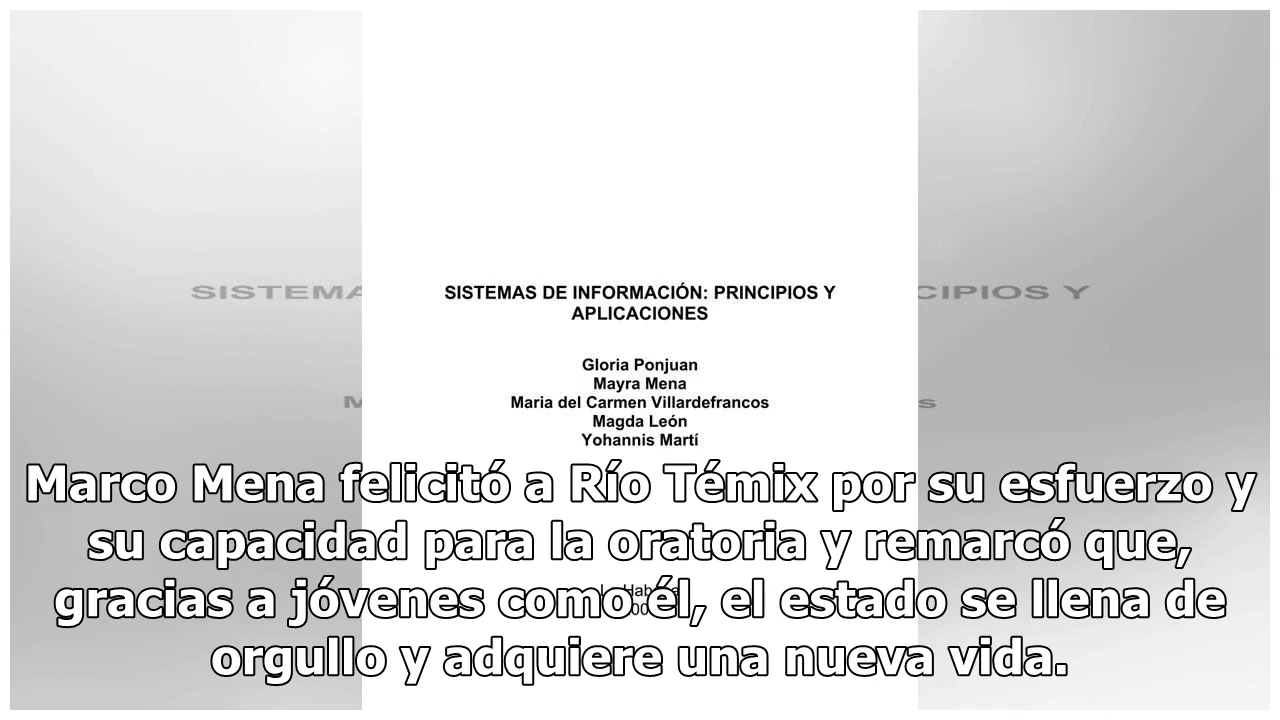 SISTEMAS DE INFORMACIÓN: PRINCIPIOS Y
APLICACIONES
Gloria Ponjuan
Mayra Mena
Maria del Carmen Villardefrancos
Magda León
Yohannis Martí
Marco Mena felicitó a Río Témix por su esfuerzo y
su capacidad para la oratoria y remarcó que,
gracias a jóvenes como él, el estado se llena de
orgullo y adquiere una nueva vida.